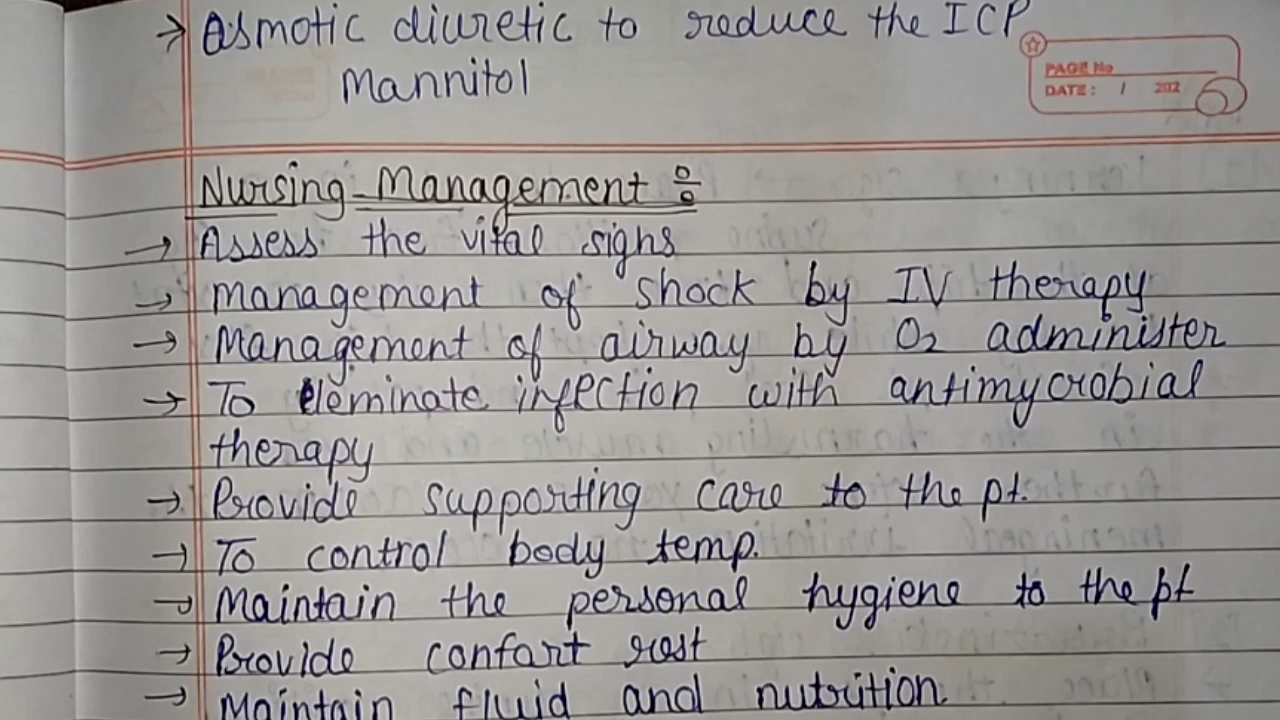 → Osmotic diuretic to reduce the ICP
Mannitol
PAGE No
DATE: / 202
Nursing Management :
→ Assess the vital signs
→ management of shock by IV therapy
→ Management of airway by O2 administer
→ To eleminate infection with antimycrobial
therapy
→ Provide supporting care to the pt.
→ To control body temp.
→ Maintain the personal hygiene to the pt
→ Provide confart rest
→ Maintain fluid and nutrition.